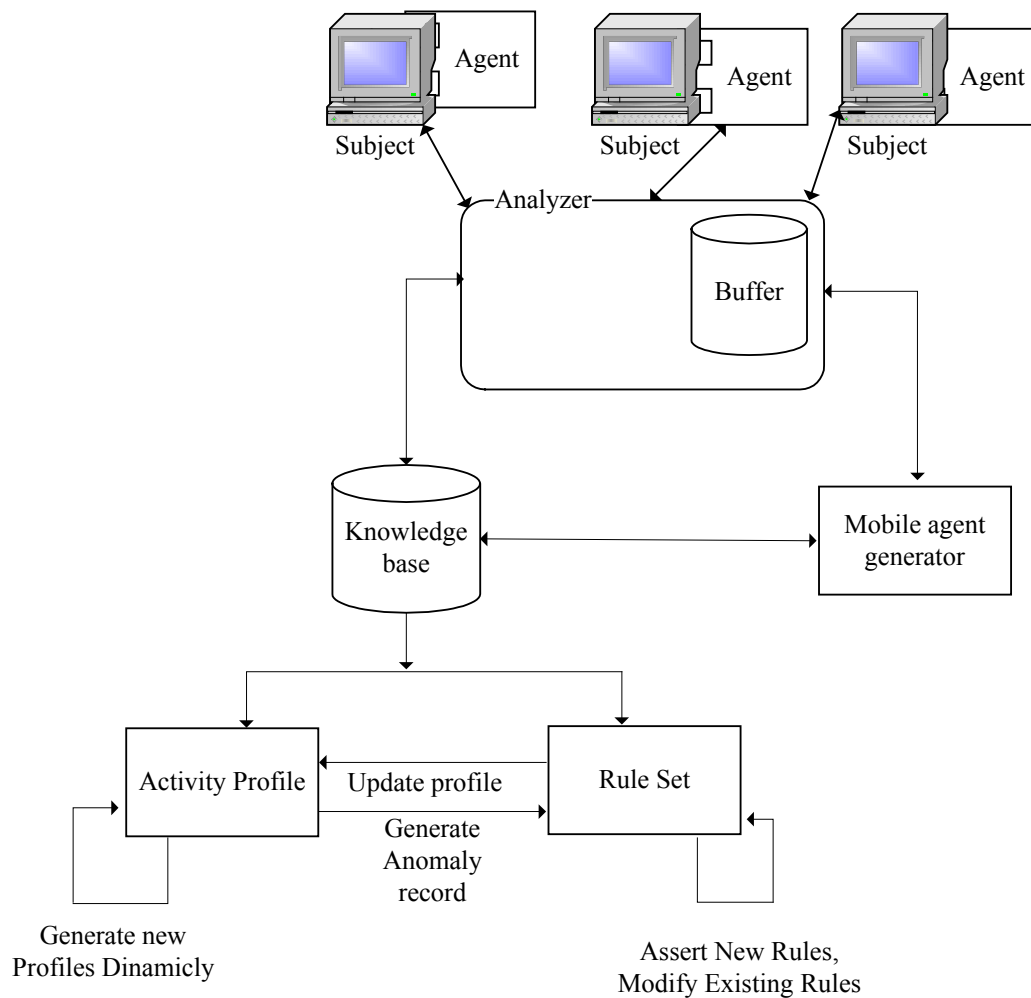 Agent
Agent
Agent
Subject
Subject
Subject
Analyzer
Buffer
Knowledge
base
Mobile agent
generator
Activity Profile
Update profile
Rule Set
Generate
Anomaly
record
Generate new
Profiles Dinamicly
Assert New Rules,
Modify Existing Rules